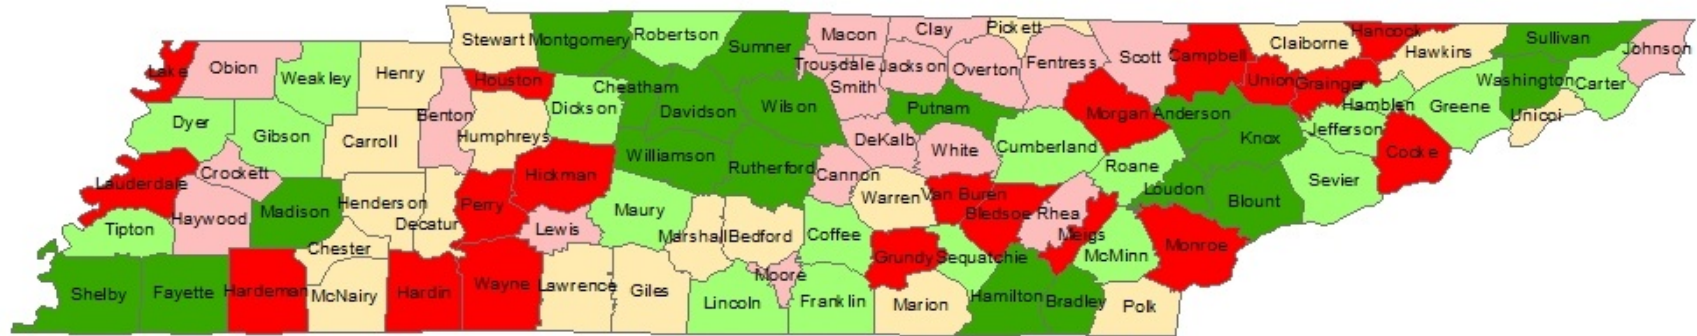 Stewart Montgomery Robertson Sumner Macon Clay Pickett Scott Campbell Claiborne Hancock Hawkins Sullivan Johnson
Lake Obion Weakley Henry Houston Cheatham Trousdale Jackson Overton Fentress Union Grainger Washington Carter
Benton Dickson Davidson Wilson Smith Putnam Morgan Anderson Hamblen Greene Unicoi
Dyer Gibson Carroll Humphreys Williamson Rutherford DeKalb White Cumberland Knox Jefferson Cocke
Lauderdale Crockett Hickman Cannon Roane Sevier
Tipton Haywood Madison Henderson Decatur Perry Lewis Maury Warren Van Buren Bledsoe Rhea Loudon Blount
Chester Marshall Bedford Coffee Grundy Sequatchie Meigs McMinn Monroe
Shelby Fayette Hardeman McNairy Hardin Wayne Lawrence Giles Lincoln Moore Franklin Marion Hamilton Bradley Polk